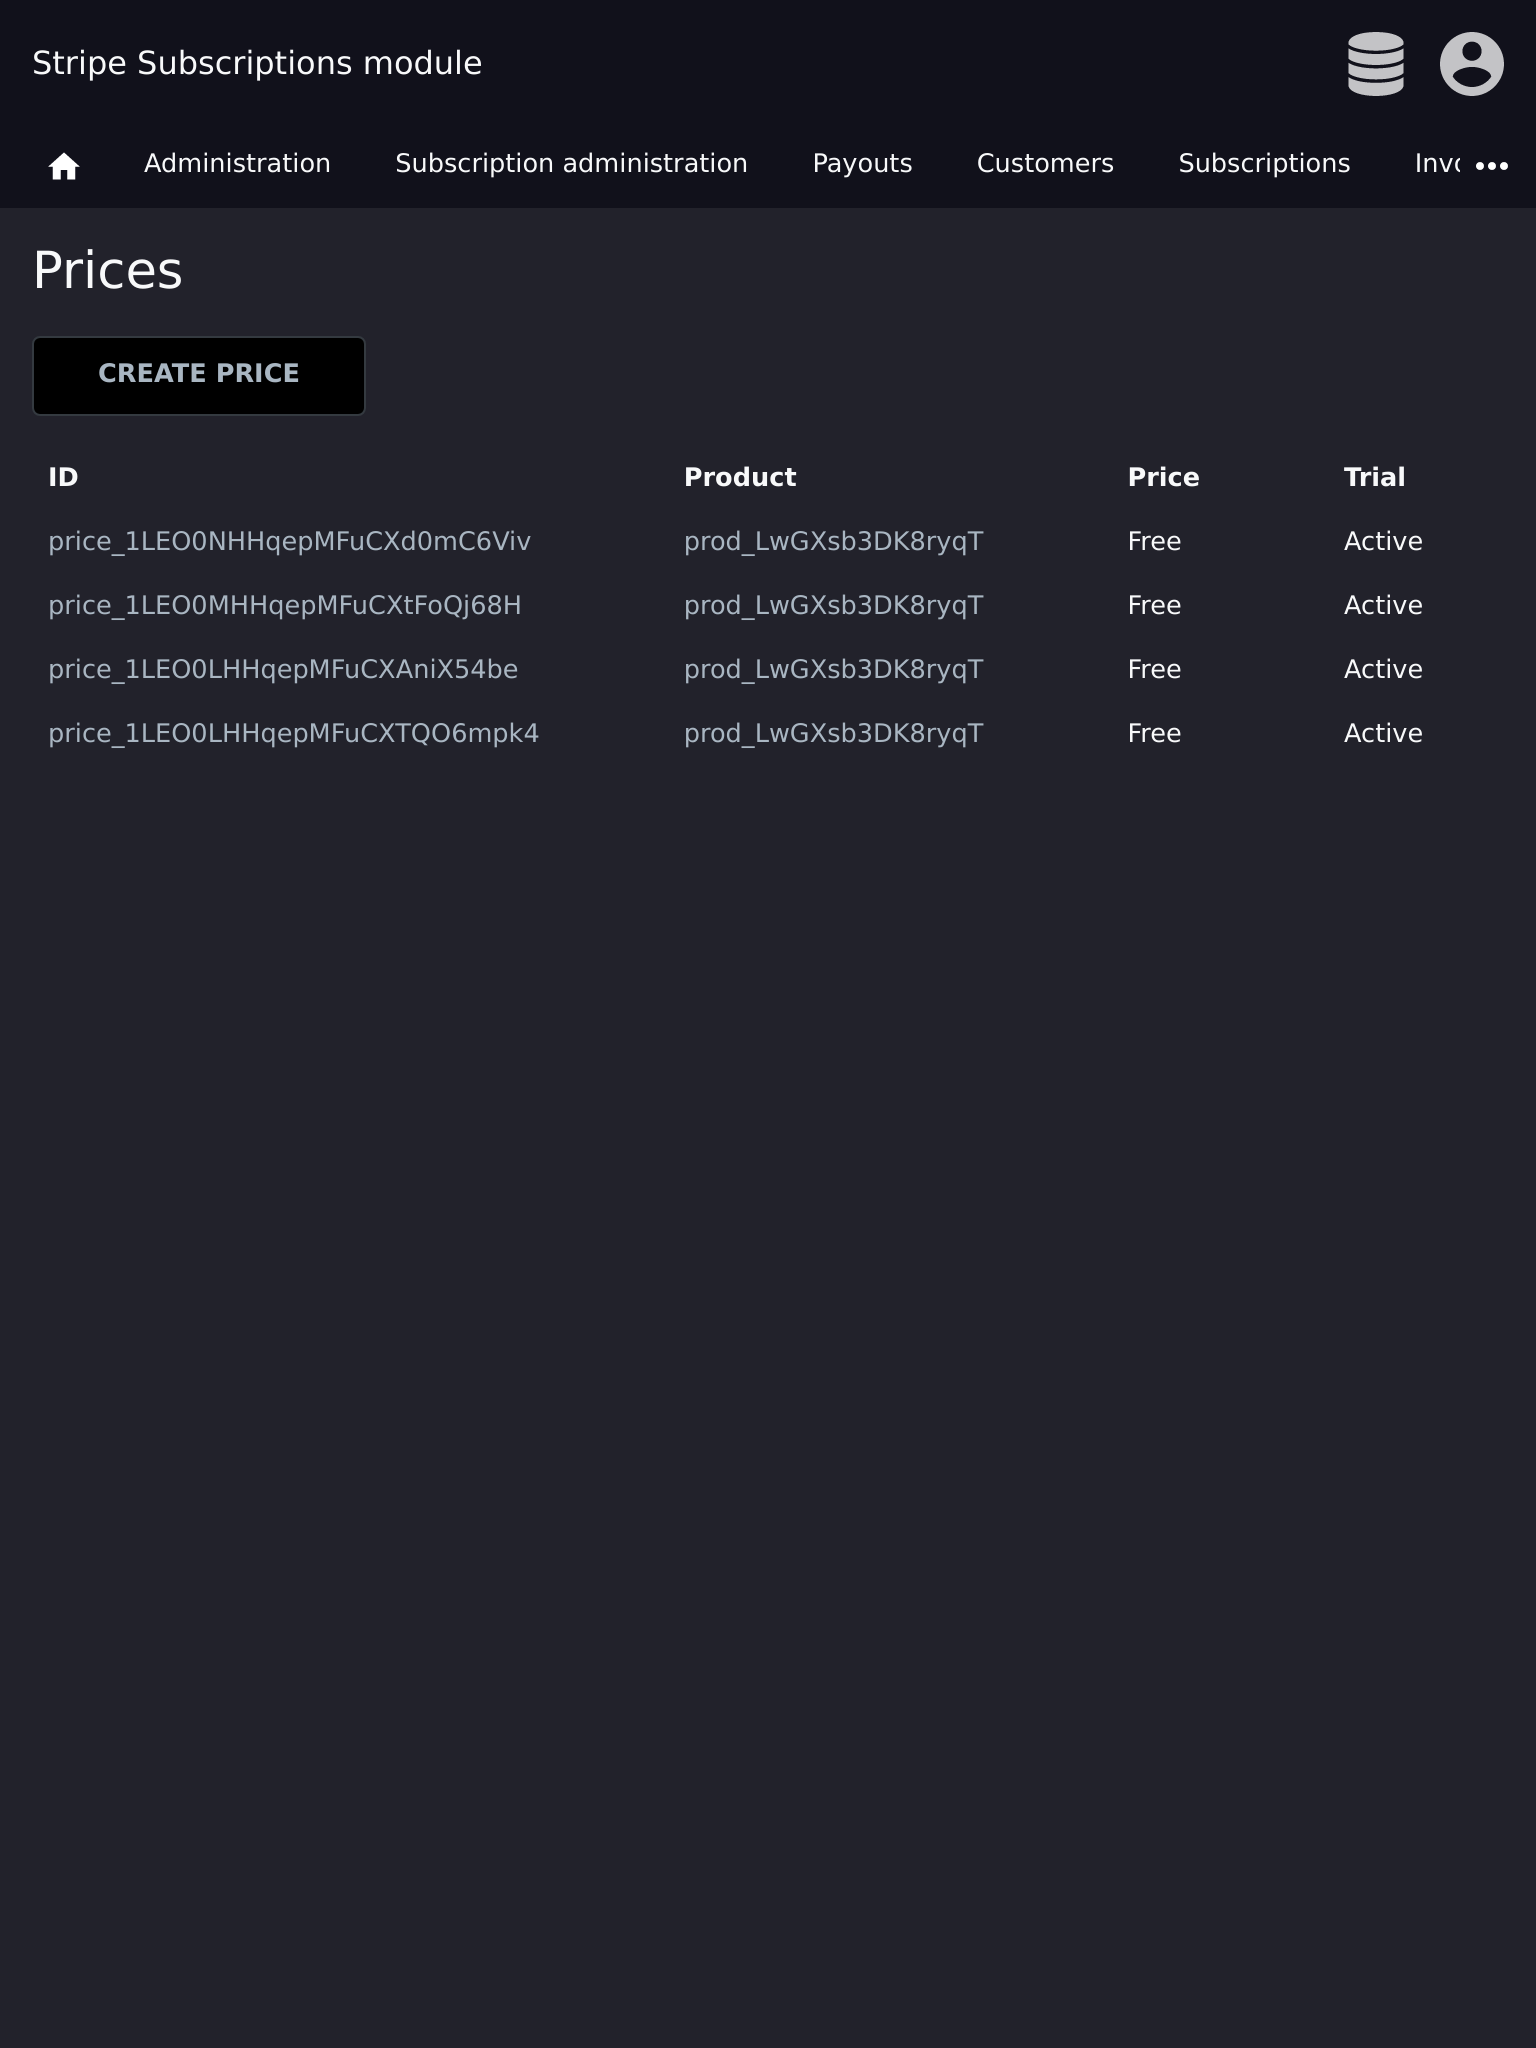 Stripe Subscriptions module
Administration Subscription administration Payouts Customers Subscriptions
Prices
CREATE PRICE
ID Product Price Trial
price_1LEO0NHHqepMFuCXd0mC6Viv prod_LwGXsb3DK8ryqT Free Active
price_1LEO0MHHqepMFuCXtFoQj68H prod_LwGXsb3DK8ryqT Free Active
price_1LEO0LHHqepMFuCXAniX54be prod_LwGXsb3DK8ryqT Free Active
price_1LEO0LHHqepMFuCXTQO6mpk4 prod_LwGXsb3DK8ryqT Free Active